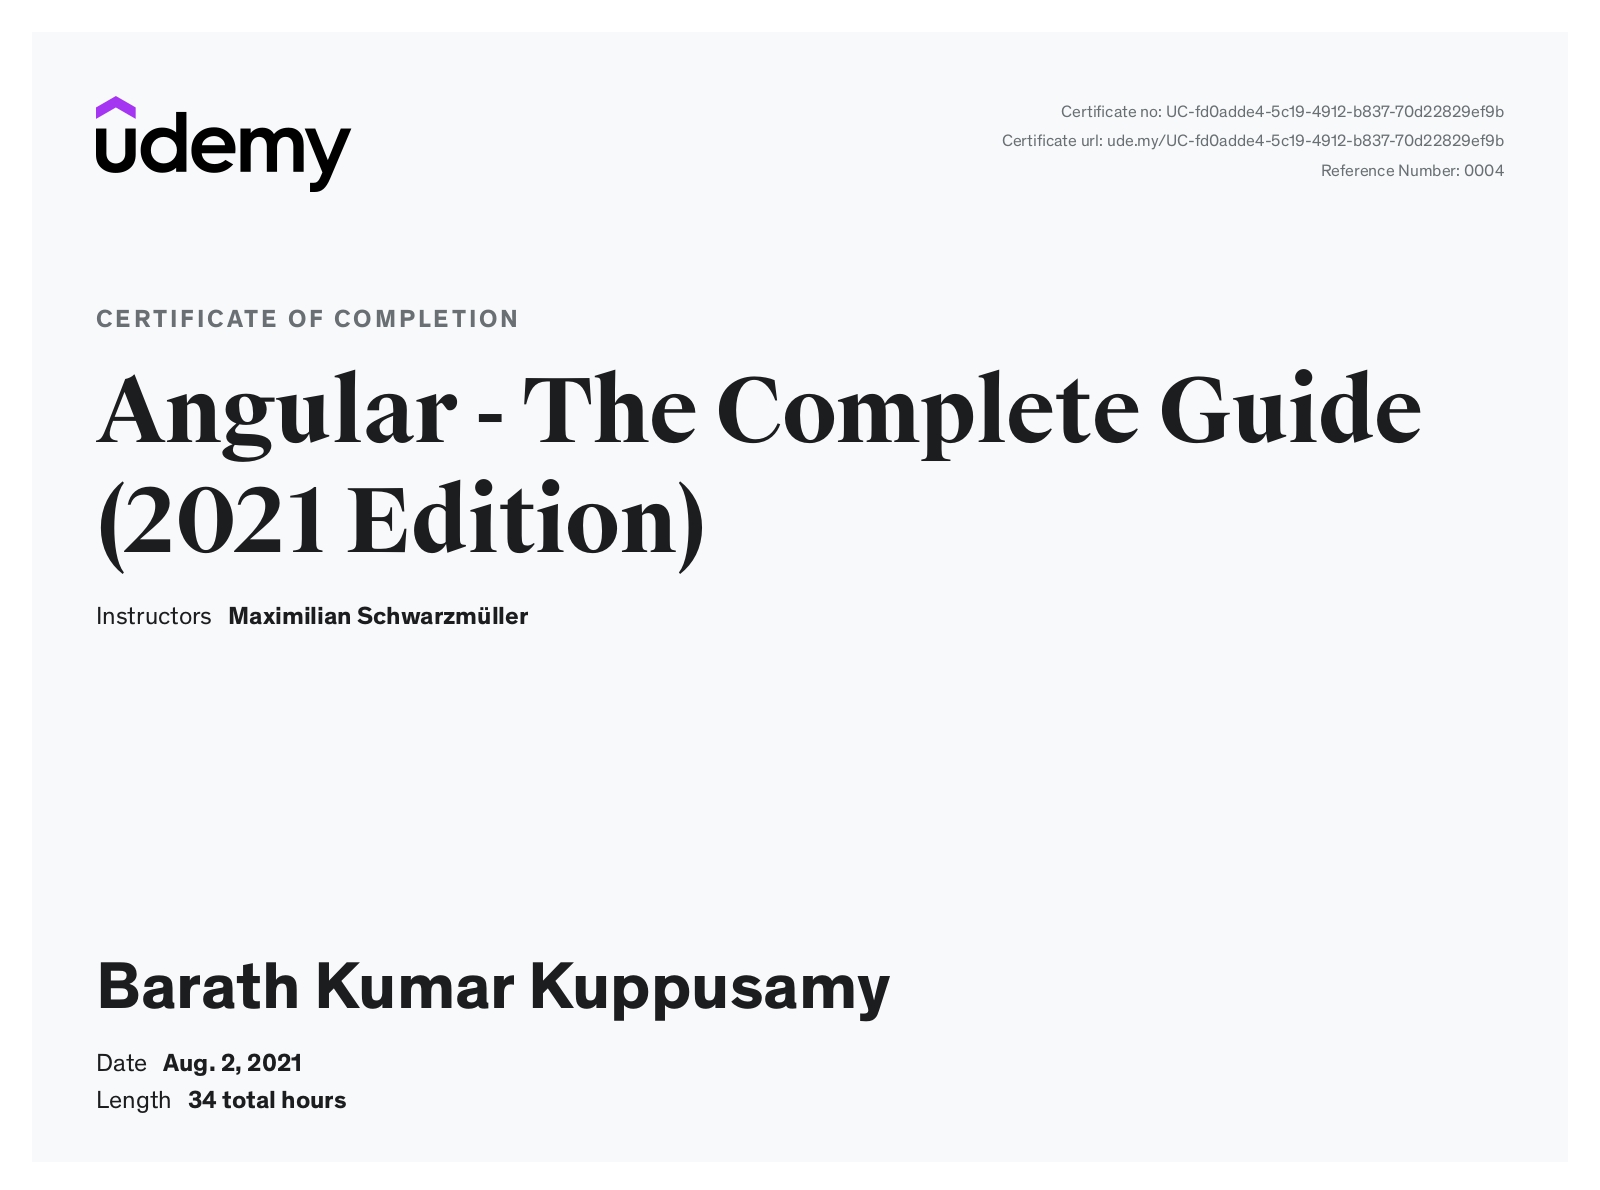 udemy
Certificate no: UC-fd0adde4-5c19-4912-b837-70d22829ef9b
Certificate url: ude.my/UC-fd0adde4-5c19-4912-b837-70d22829ef9b
Reference Number: 0004
CERTIFICATE OF COMPLETION
Angular - The Complete Guide
(2021 Edition)
Instructors Maximilian Schwarzmüller
Barath Kumar Kuppusamy
Date Aug. 2, 2021
Length 34 total hours